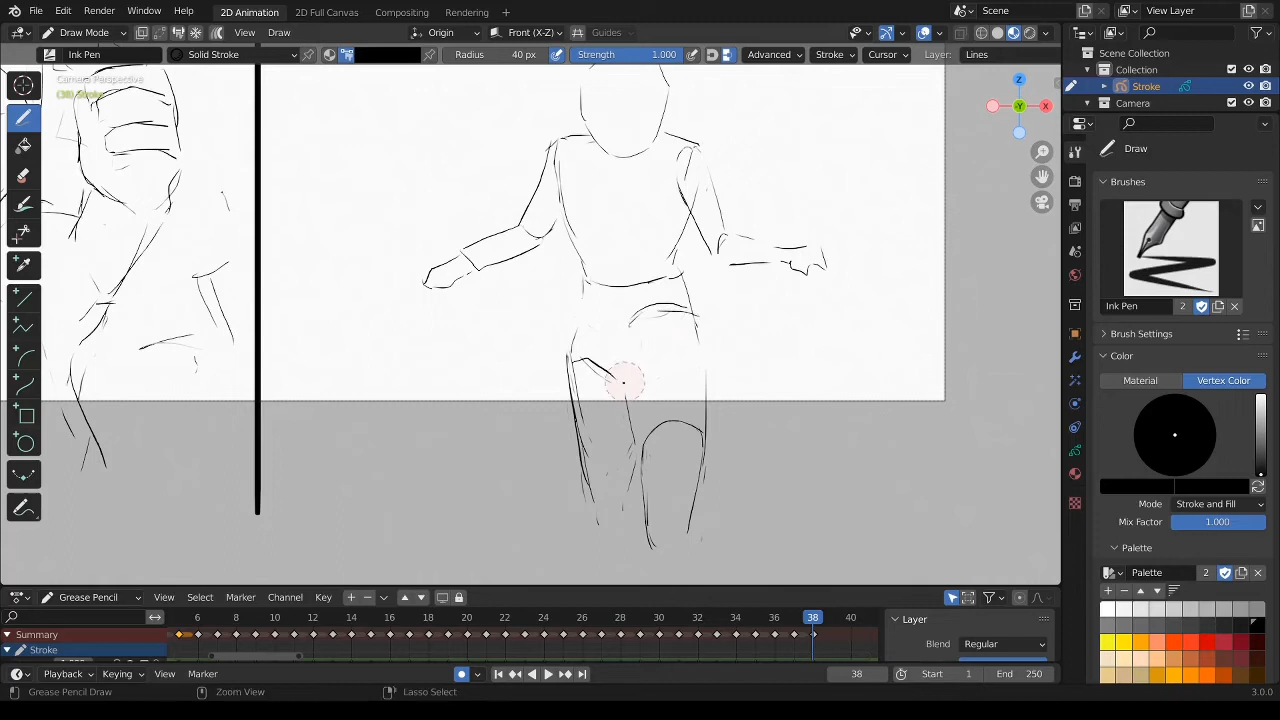 File Edit Render Window Help 2D Animation 2D Full Canvas Compositing Rendering + Scene View Layer
Draw Mode View Draw Origin Front (X-Z) Guides
Ink Pen Solid Stroke Radius 40 px Strength 1.000 Advanced Stroke Cursor Layer: Lines
Camera Perspective
(38) Stroke
Z
Y
X
Scene Collection
Collection
Stroke
Camera
Draw
Brushes
Ink Pen 2
Brush Settings
Color
Material Vertex Color
Mode Stroke and Fill
Mix Factor 1.000
Palette
Palette 2
Grease Pencil View Select Marker Channel Key
6 8 10 12 14 16 18 20 22 24 26 28 30 32 34 36 38 40
Summary
Stroke
Layer
Blend Regular
Playback Keying View Marker 38 Start 1 End 250
Grease Pencil Draw Zoom View Lasso Select 3.0.0